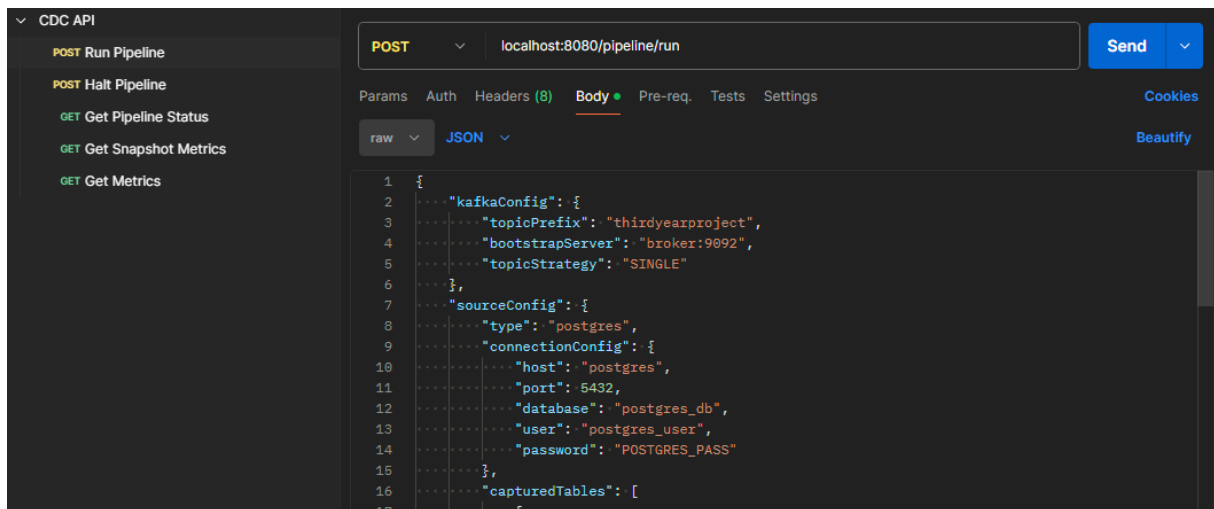 CDC API
POST Run Pipeline
POST Halt Pipeline
GET Get Pipeline Status
GET Get Snapshot Metrics
GET Get Metrics
POST localhost:8080/pipeline/run Send
Params Auth Headers (8) Body Pre-req. Tests Settings Cookies
raw JSON Beautify
1 {
2 "kafkaConfig": {
3 "topicPrefix": "thirdyearproject",
4 "bootstrapServer": "broker:9092",
5 "topicStrategy": "SINGLE"
6 },
7 "sourceConfig": {
8 "type": "postgres",
9 "connectionConfig": {
10 "host": "postgres",
11 "port": 5432,
12 "database": "postgres_db",
13 "user": "postgres_user",
14 "password": "POSTGRES_PASS"
15 },
16 "capturedTables": [